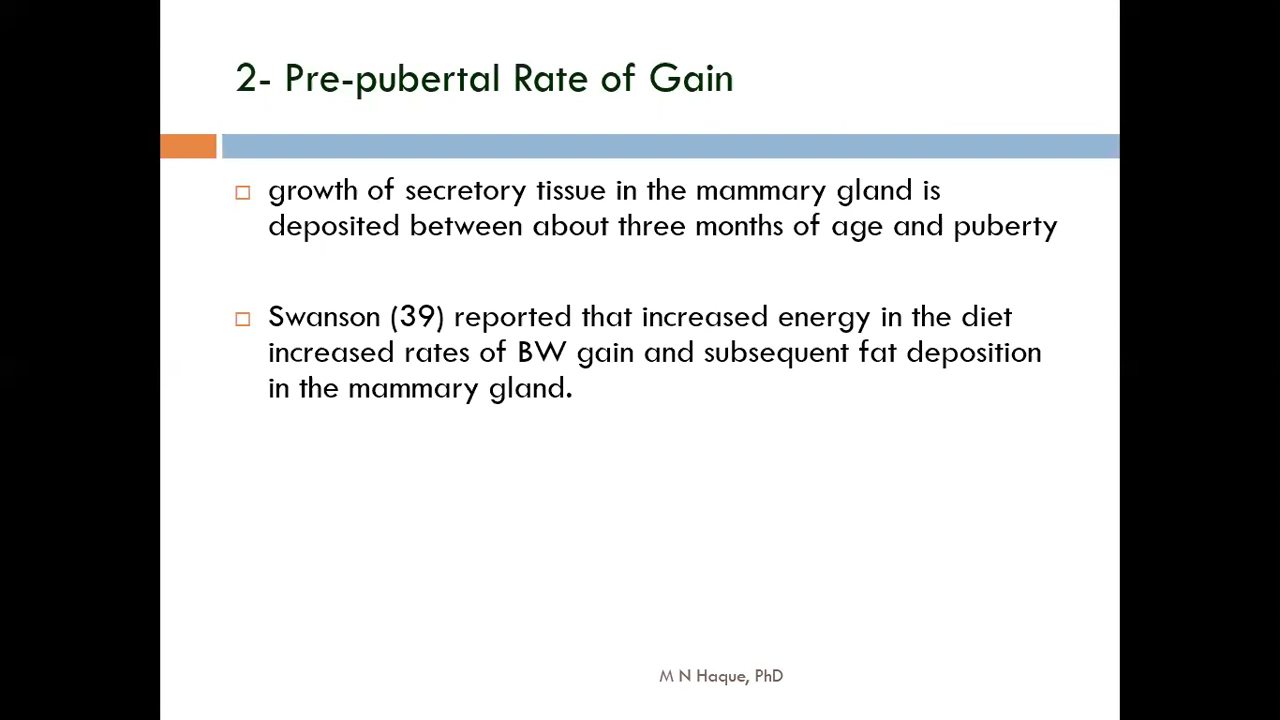 2- Pre-pubertal Rate of Gain
growth of secretory tissue in the mammary gland is
deposited between about three months of age and puberty
Swanson (39) reported that increased energy in the diet
increased rates of BW gain and subsequent fat deposition
in the mammary gland.
M N Haque, PhD